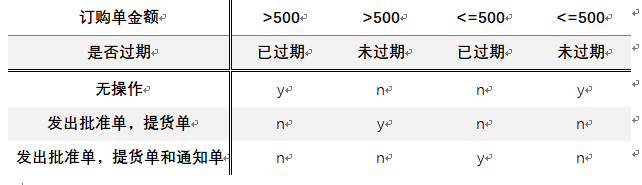 订购单金额 >500 >500 <=500 <=500
是否过期 已过期 未过期 已过期 未过期
无操作 y n n y
发出批准单，提货单 n y n n
发出批准单，提货单和通知单 n n y n